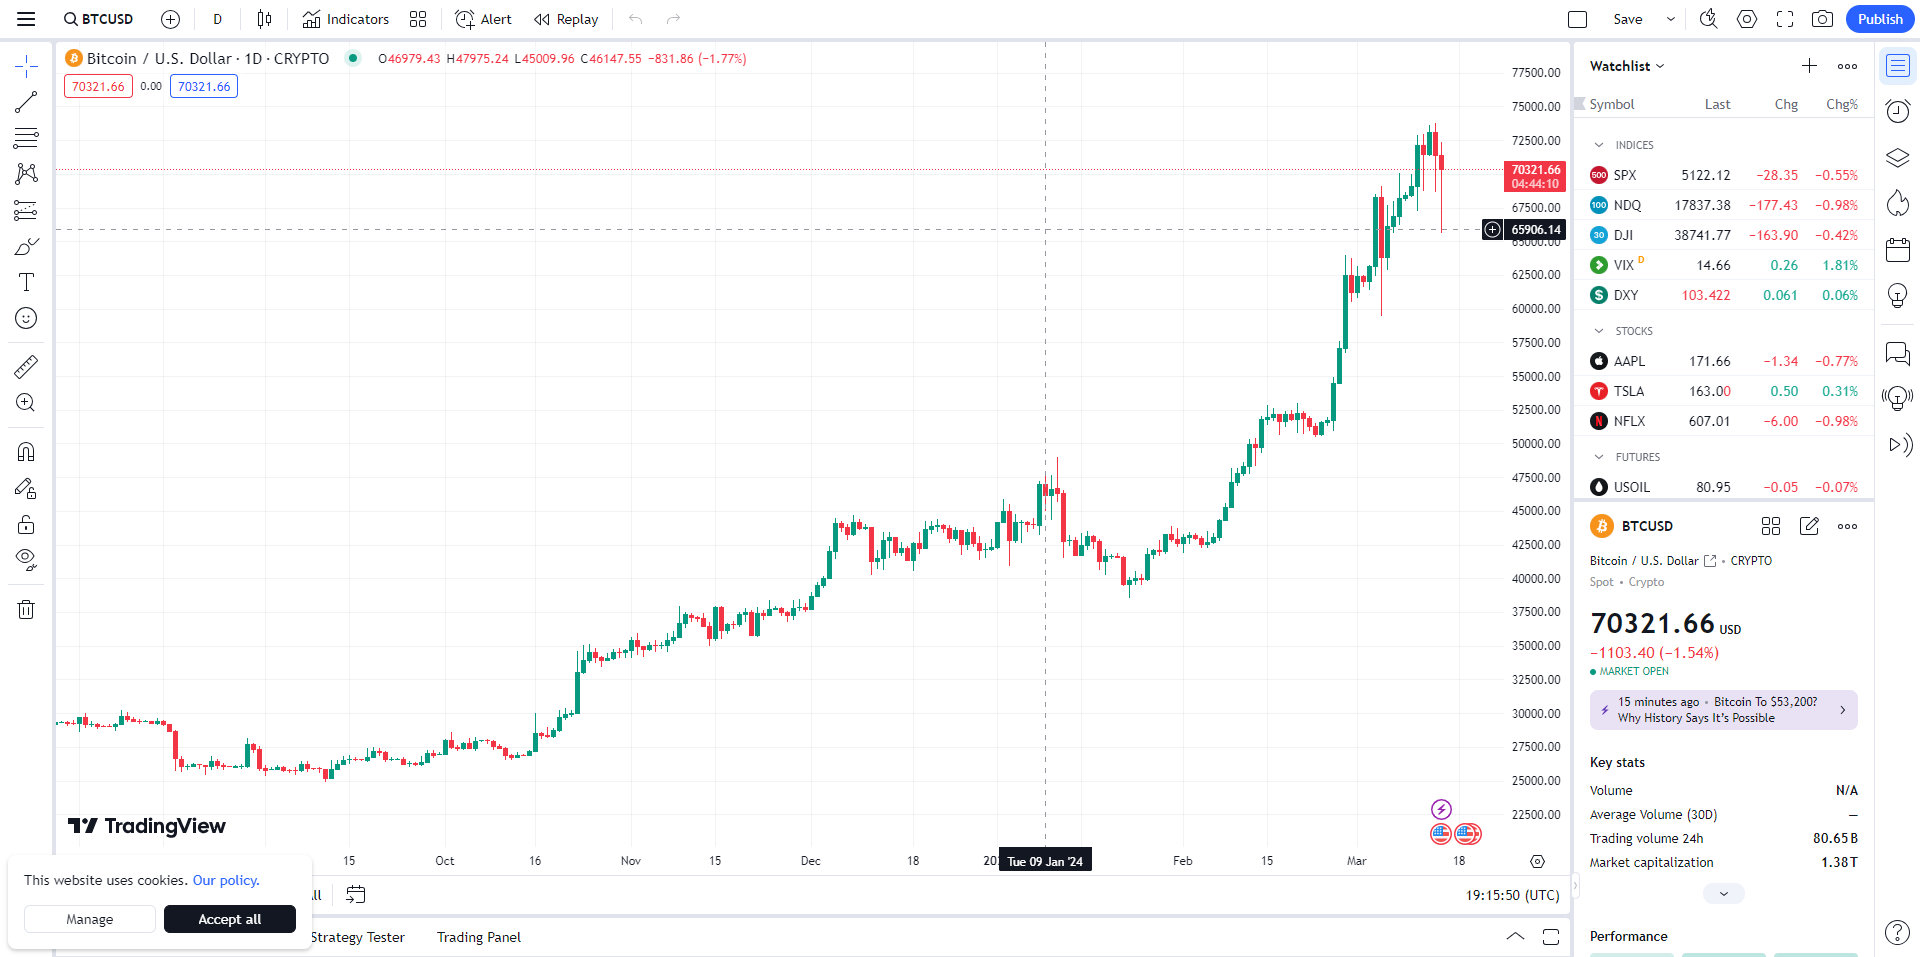 BTCUSD D Indicators Alert Replay Save Publish
Bitcoin / U.S. Dollar · 1D · CRYPTO O46979.43 H47975.24 L45009.96 C46147.55 −831.86 (−1.77%)
70321.66 0.00 70321.66
77500.00
75000.00
72500.00
70321.66
04:44:10
67500.00
65906.14
65000.00
62500.00
60000.00
57500.00
55000.00
52500.00
50000.00
47500.00
45000.00
42500.00
40000.00
37500.00
35000.00
32500.00
30000.00
27500.00
25000.00
22500.00
TradingView
15 Oct 16 Nov 15 Dec 18 Tue 09 Jan '24 Feb 15 Mar 18
19:15:50 (UTC)
This website uses cookies. Our policy.
Manage Accept all
Strategy Tester Trading Panel
Watchlist
Symbol Last Chg Chg%
INDICES
500 SPX 5122.12 −28.35 −0.55%
100 NDQ 17837.38 −177.43 −0.98%
30 DJI 38741.77 −163.90 −0.42%
VIX D 14.66 0.26 1.81%
$ DXY 103.422 0.061 0.06%
STOCKS
AAPL 171.66 −1.34 −0.77%
TSLA 163.00 0.50 0.31%
N NFLX 607.01 −6.00 −0.98%
FUTURES
USOIL 80.95 −0.05 −0.07%
BTCUSD
Bitcoin / U.S. Dollar • CRYPTO
Spot • Crypto
70321.66 USD
−1103.40 (−1.54%)
MARKET OPEN
15 minutes ago • Bitcoin To $53,200?
Why History Says It's Possible
Key stats
Volume N/A
Average Volume (30D) —
Trading volume 24h 80.65B
Market capitalization 1.38T
Performance